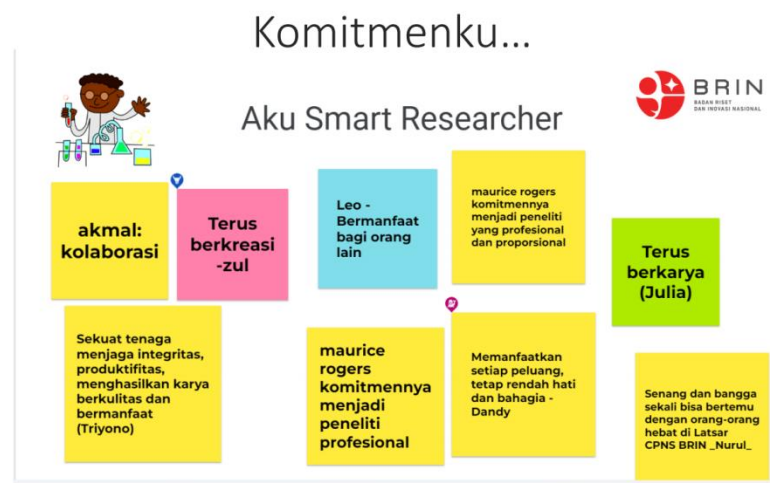 Komitmenku...
Aku Smart Researcher
BRIN
BADAN RISET
DAN INOVASI NASIONAL
akmal:
kolaborasi
Terus
berkreasi
-zul
Leo -
Bermanfaat
bagi orang
lain
maurice rogers
komitmennya
menjadi peneliti
yang profesional
dan proporsional
Terus
berkarya
(Julia)
Sekuat tenaga
menjaga integritas,
produktifitas,
menghasilkan karya
berkulitas dan
bermanfaat
(Triyono)
maurice
rogers
komitmennya
menjadi
peneliti
profesional
Memanfaatkan
setiap peluang,
tetap rendah hati
dan bahagia -
Dandy
Senang dan bangga
sekali bisa bertemu
dengan orang-orang
hebat di Latsar
CPNS BRIN _Nurul_